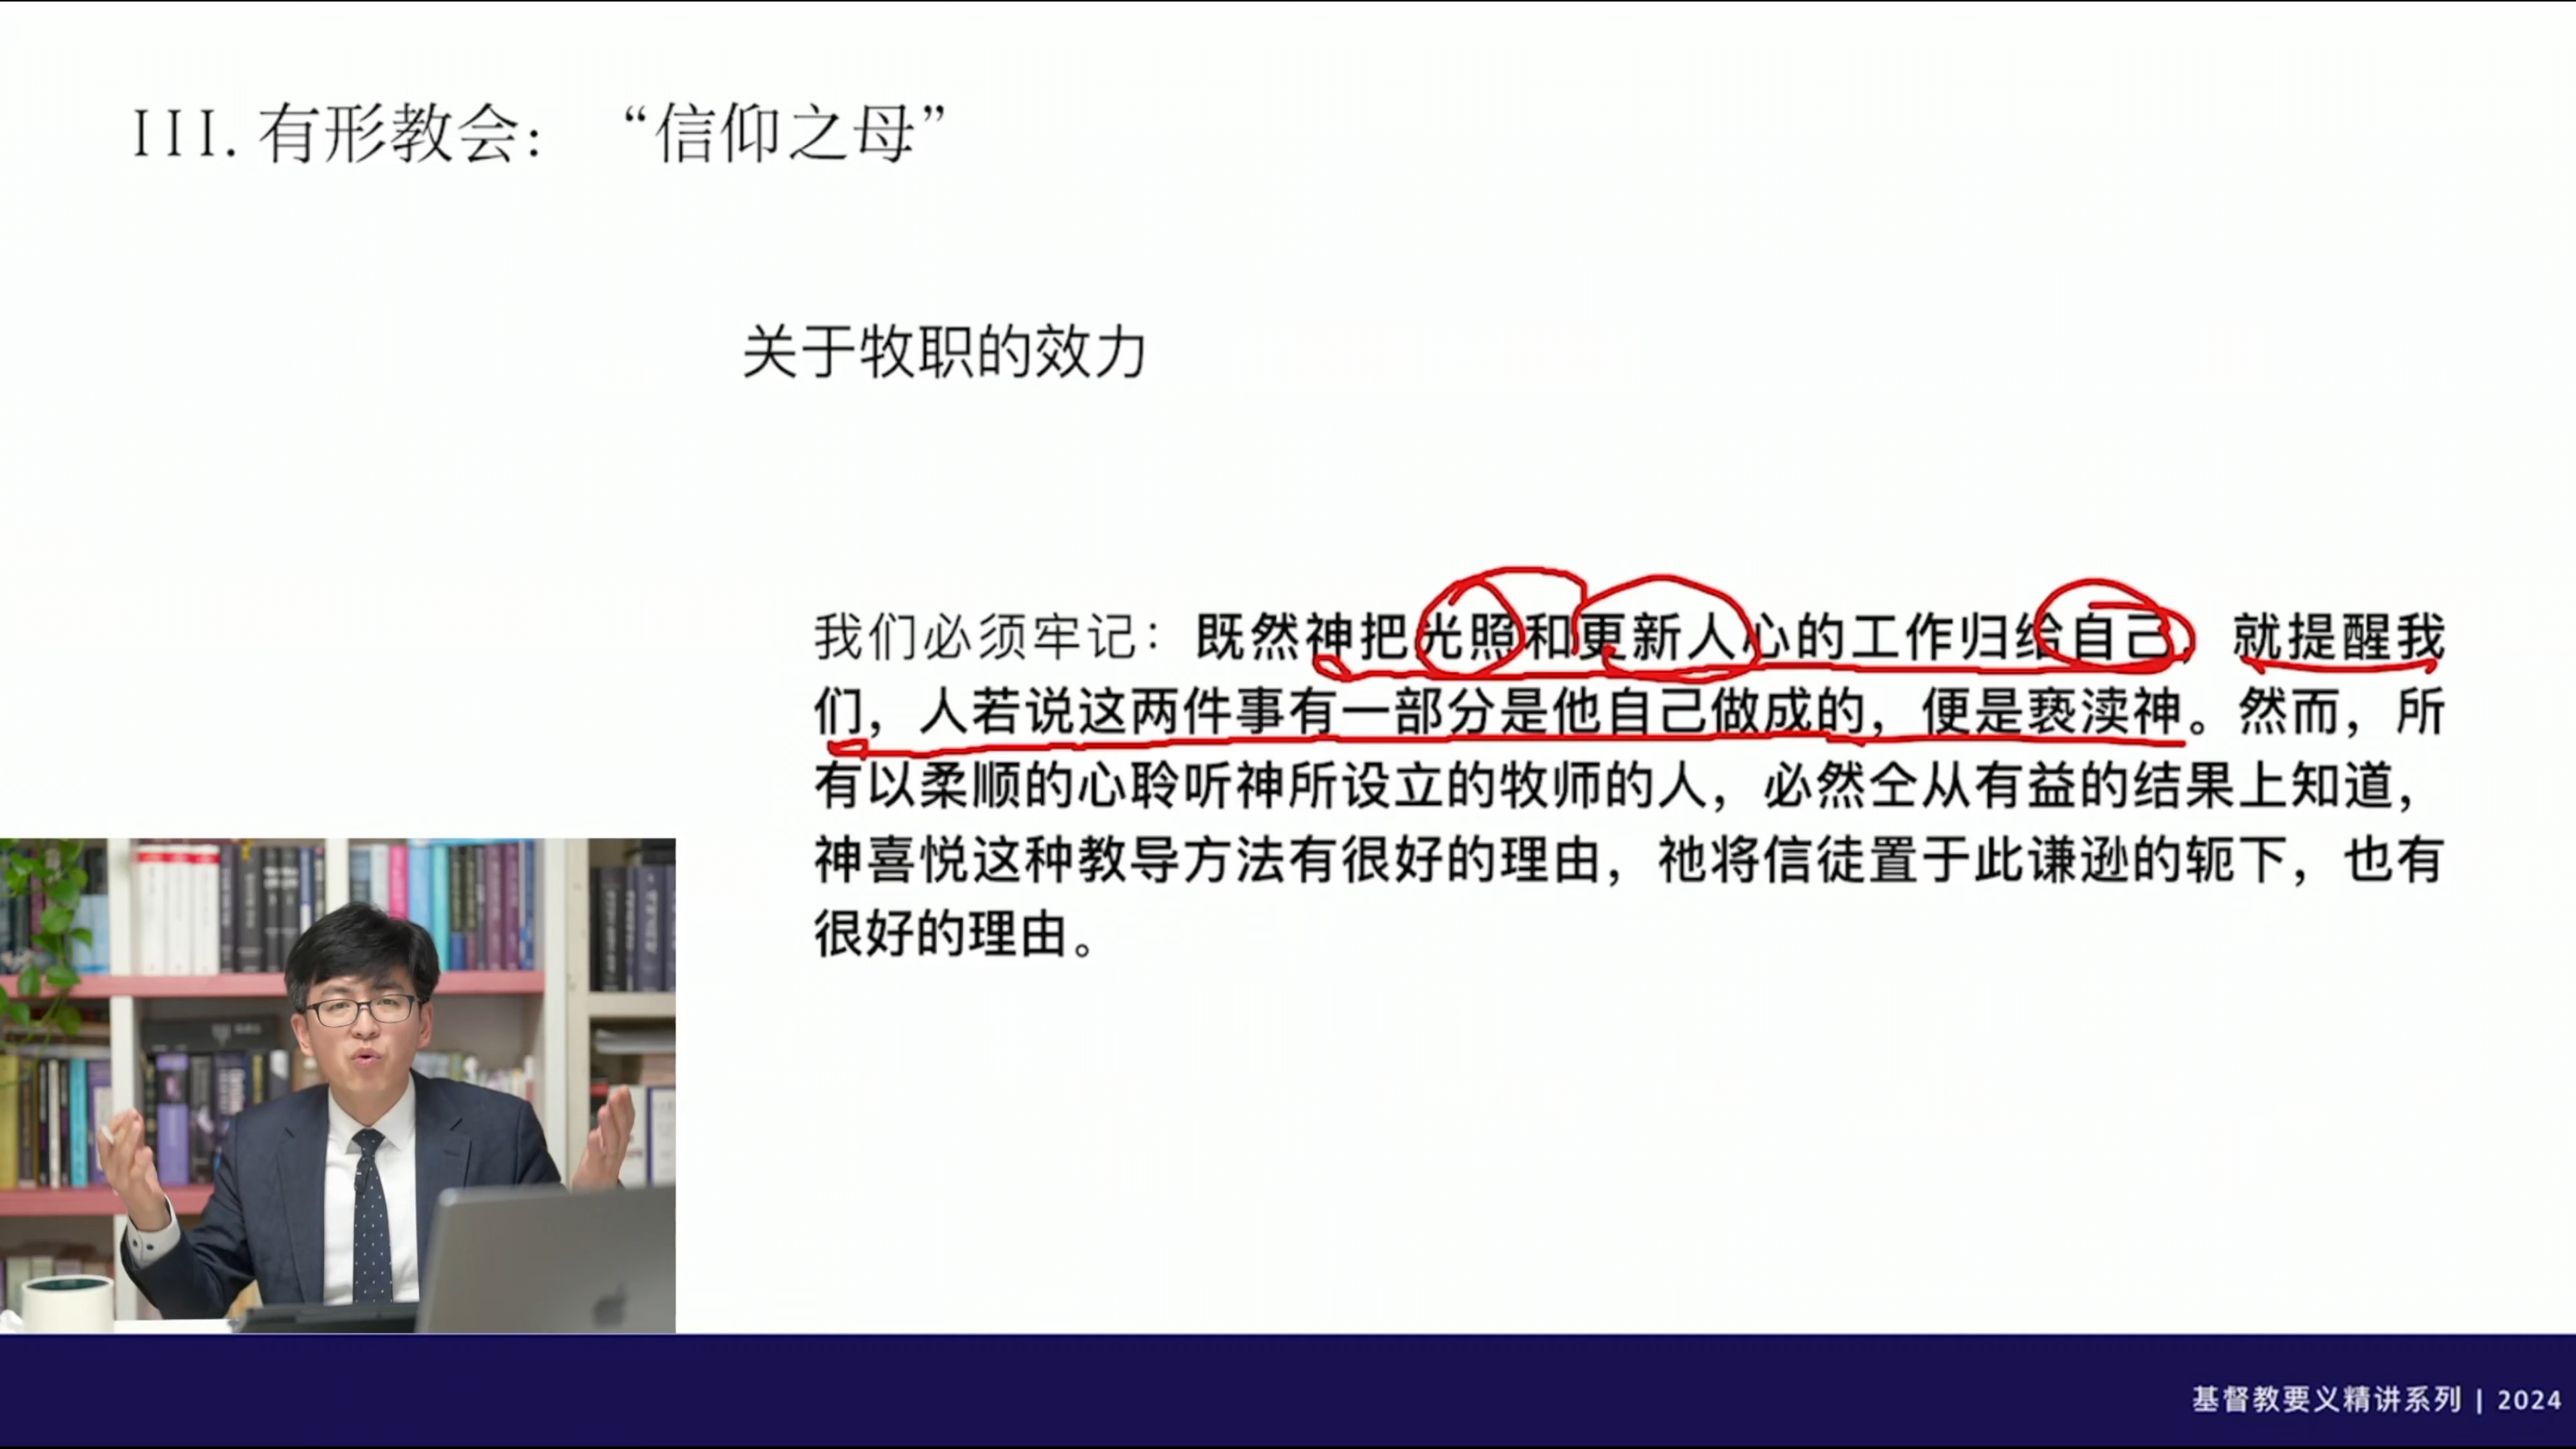 III. 有形教会： “信仰之母”
关于牧职的效力
我们必须牢记：既然神把光照和更新人心的工作归给自己，就提醒我
们，人若说这两件事有一部分是他自己做成的，便是亵渎神。然而，所
有以柔顺的心聆听神所设立的牧师的人，必然仝从有益的结果上知道，
神喜悦这种教导方法有很好的理由，祂将信徒置于此谦逊的轭下，也有
很好的理由。
基督教要义精讲系列 | 2024